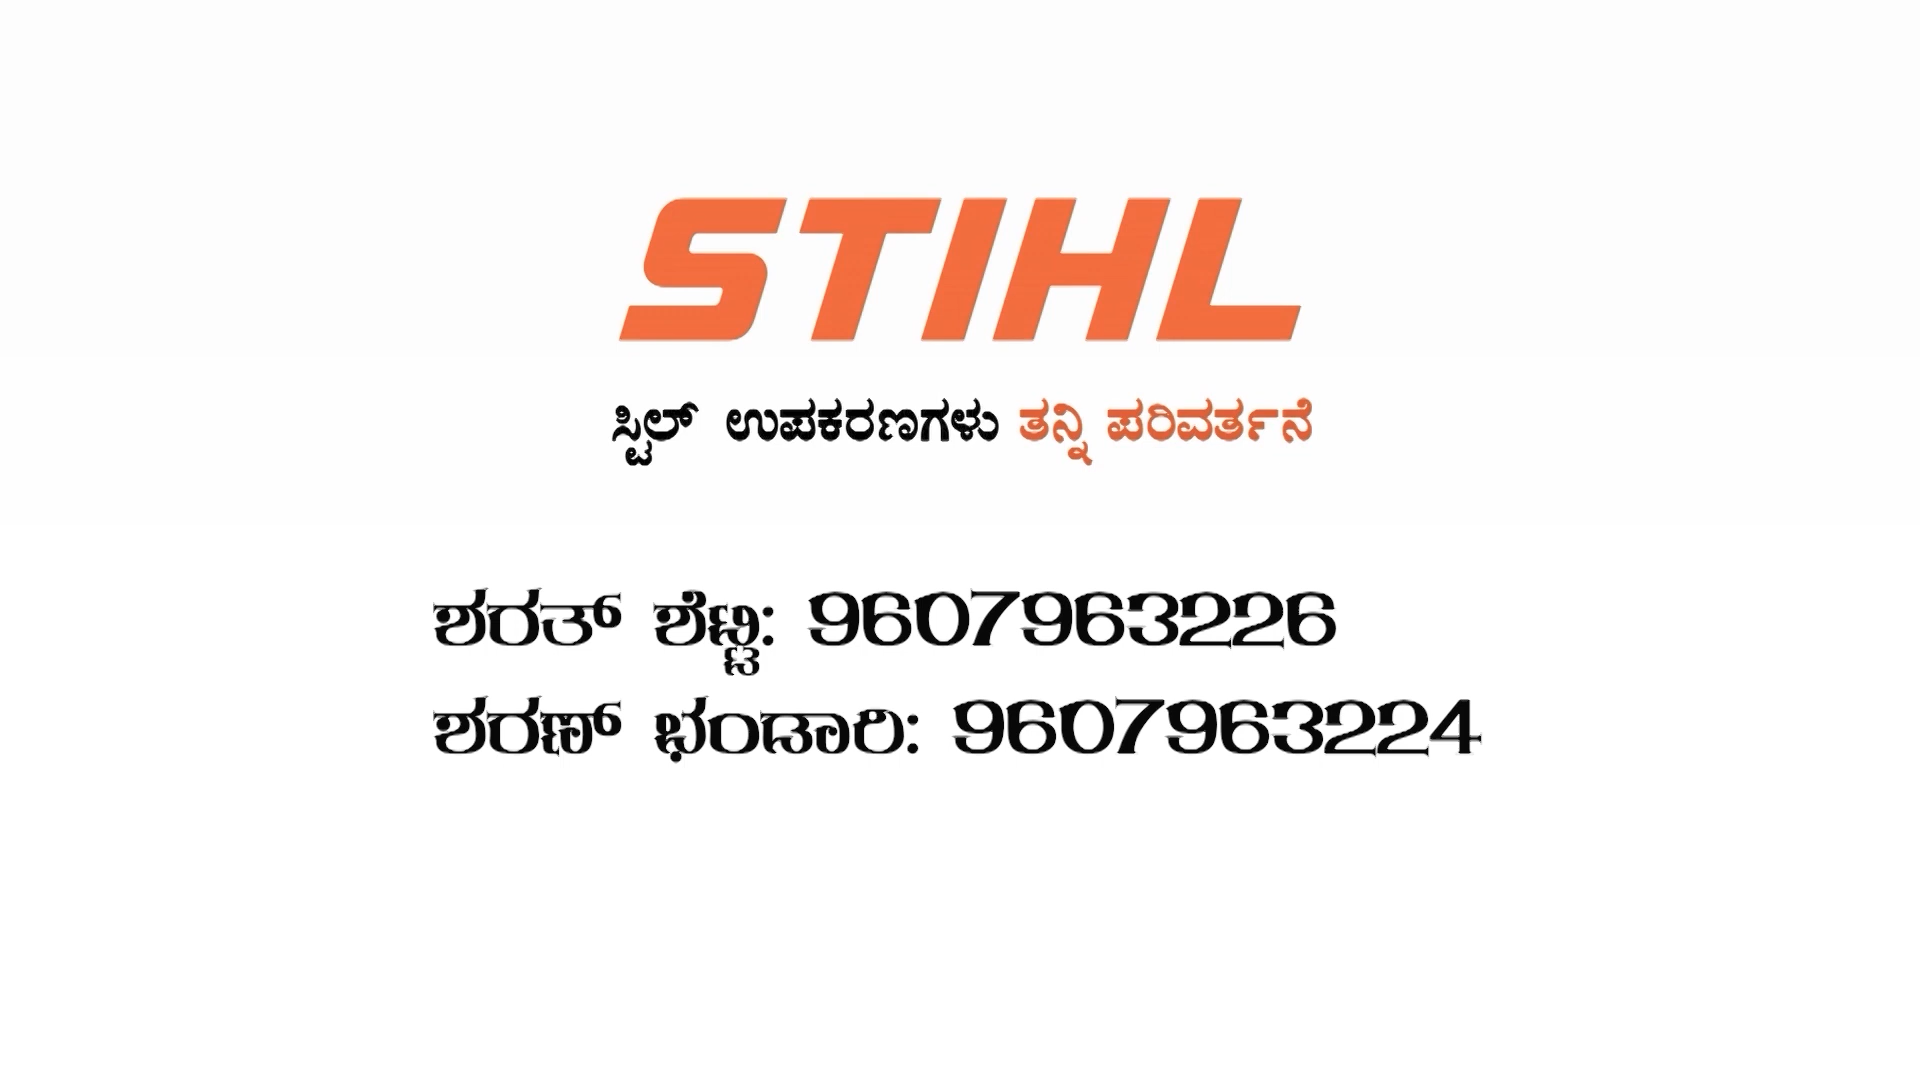 STIHL
ಸ್ಟಿಲ್ ಉಪಕರಣಗಳು ತನ್ನಿ ಪರಿವರ್ತನೆ
ಶರತ್ ಶೆಟ್ಟಿ: 9607963226
ಶರಣ್ ಭಂಡಾರಿ: 9607963224